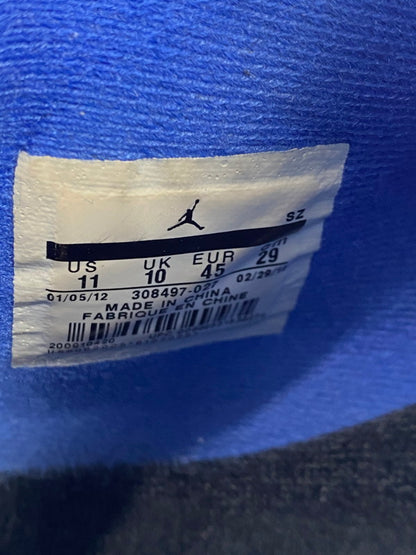 SZ
US UK EUR cm
11 10 45 29
01/05/12 308497-027 02/29/12
MADE IN CHINA
FABRIQUE EN CHINE